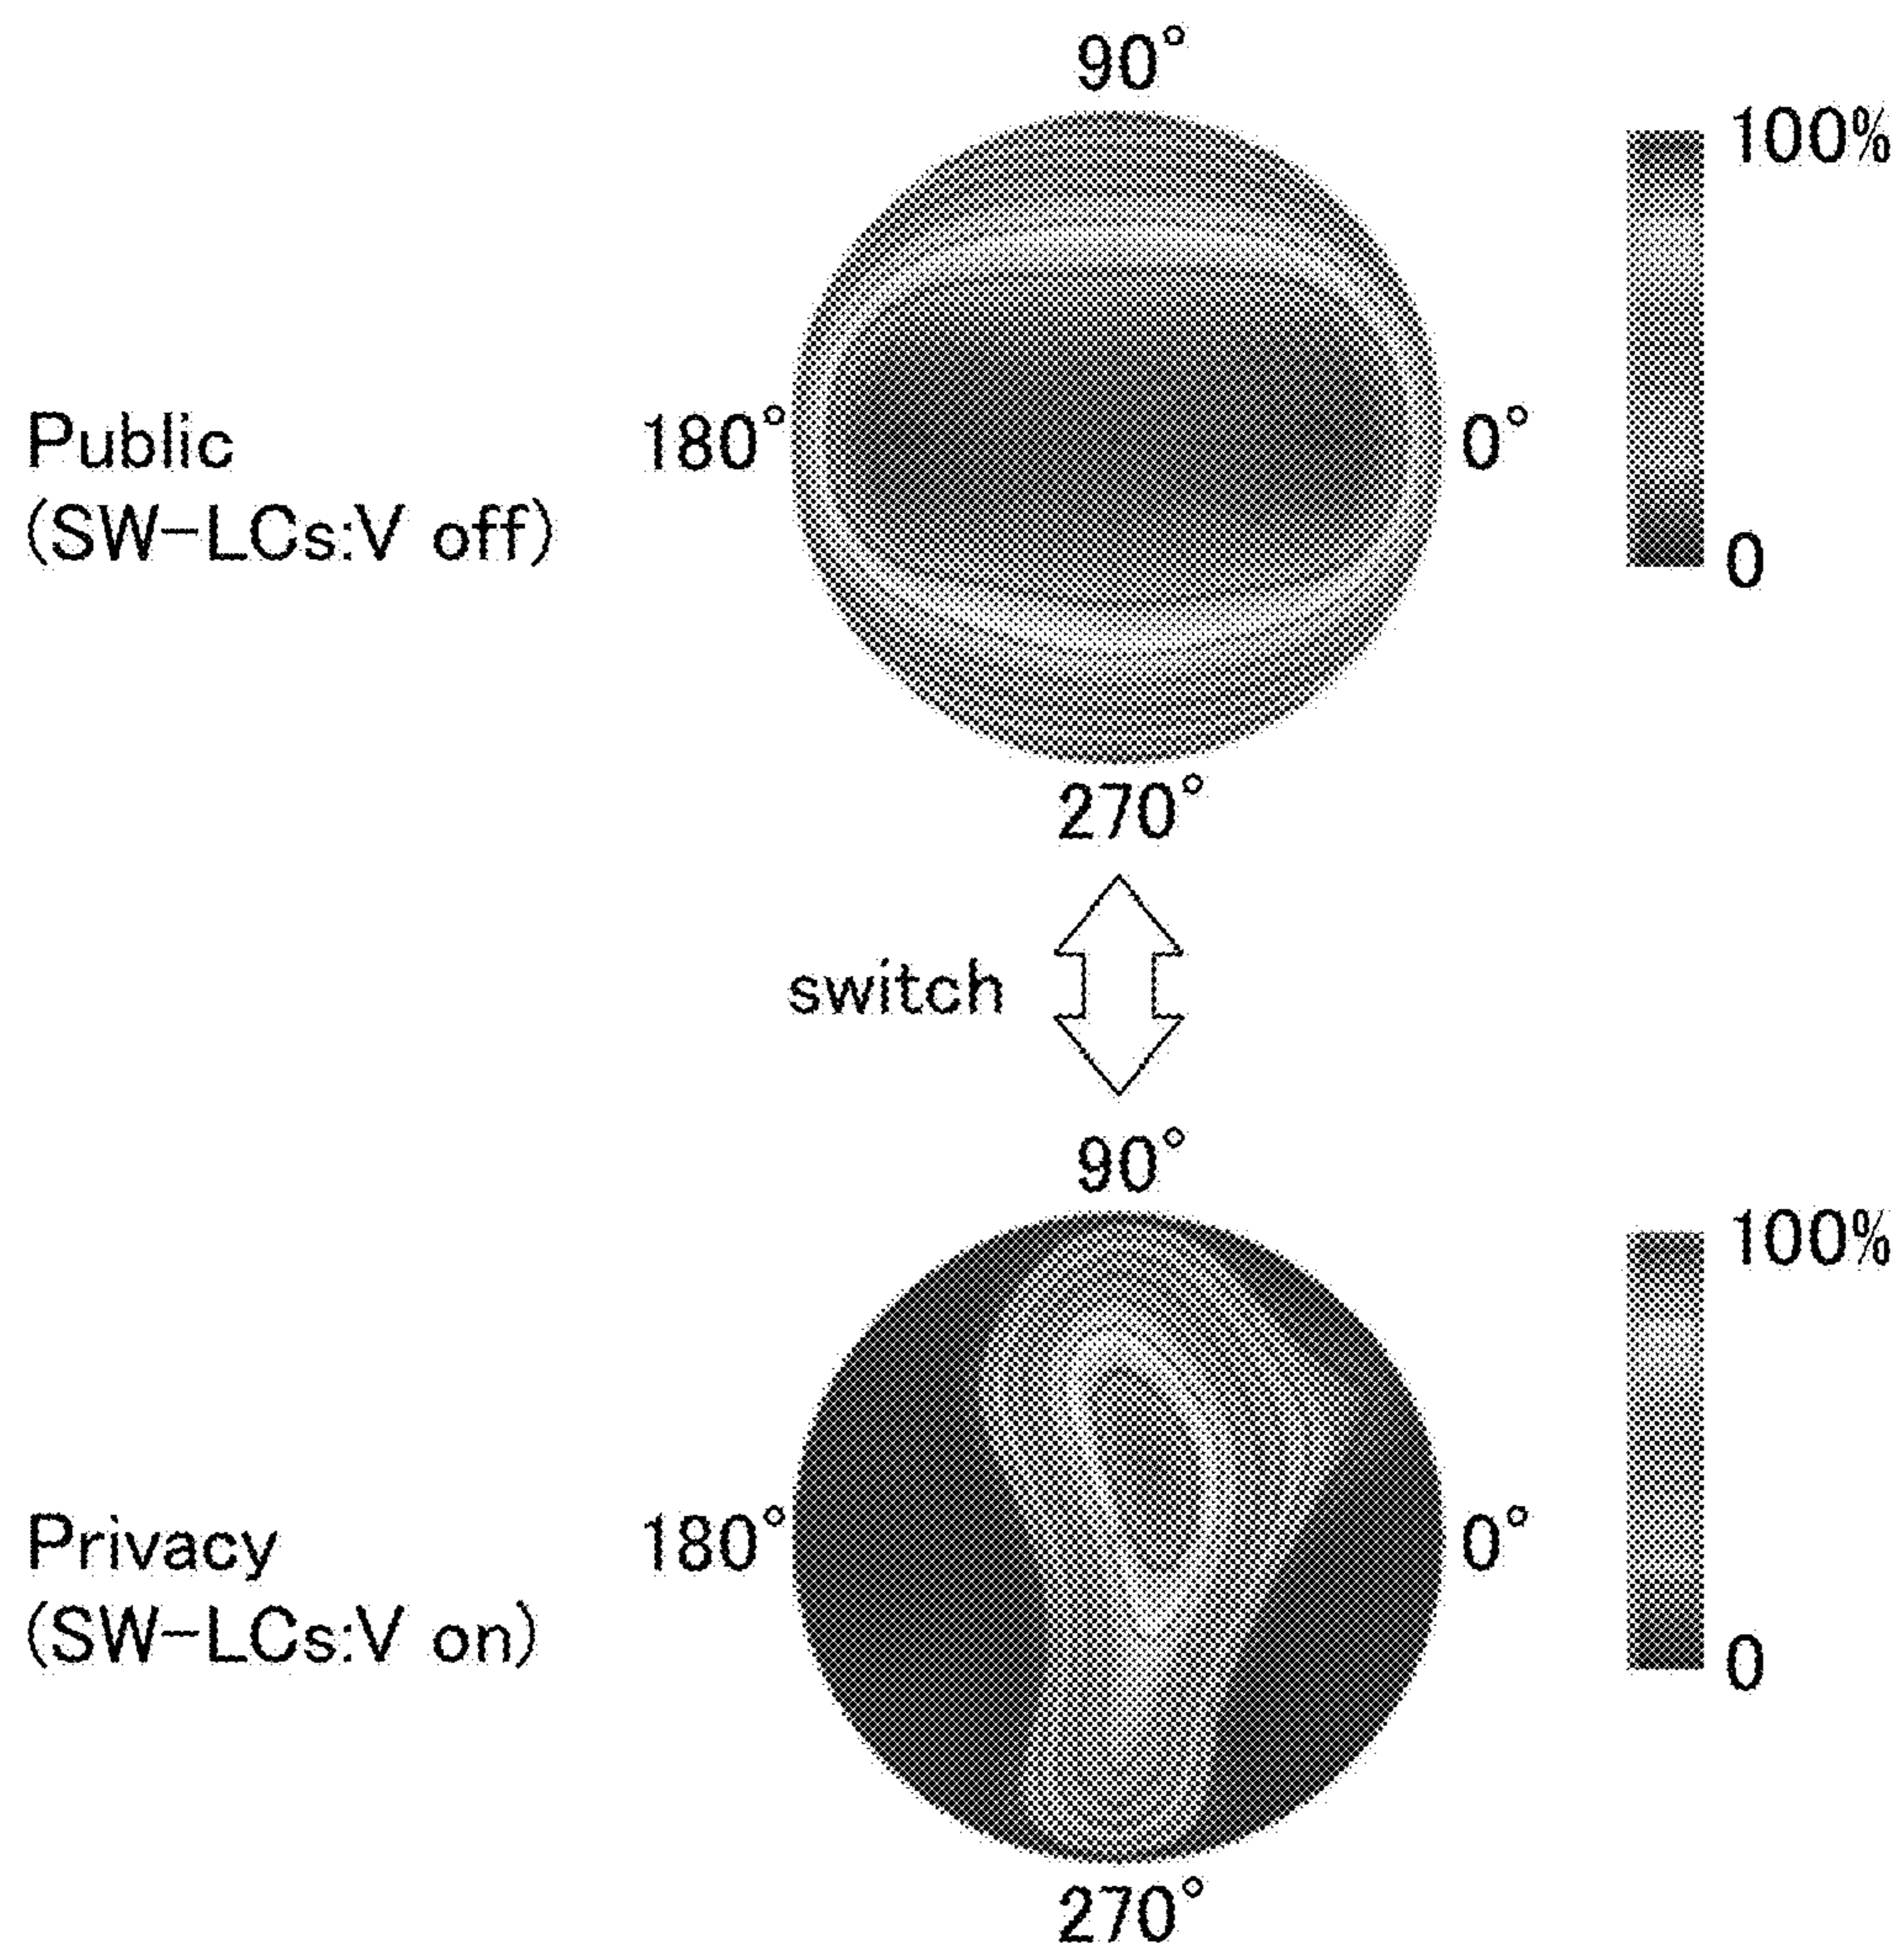 90°
100%
180°
0°
Public
(SW-LCs:V off)
0
270°
switch
90°
100%
180°
0°
Privacy
(SW-LCs:V on)
0
270°